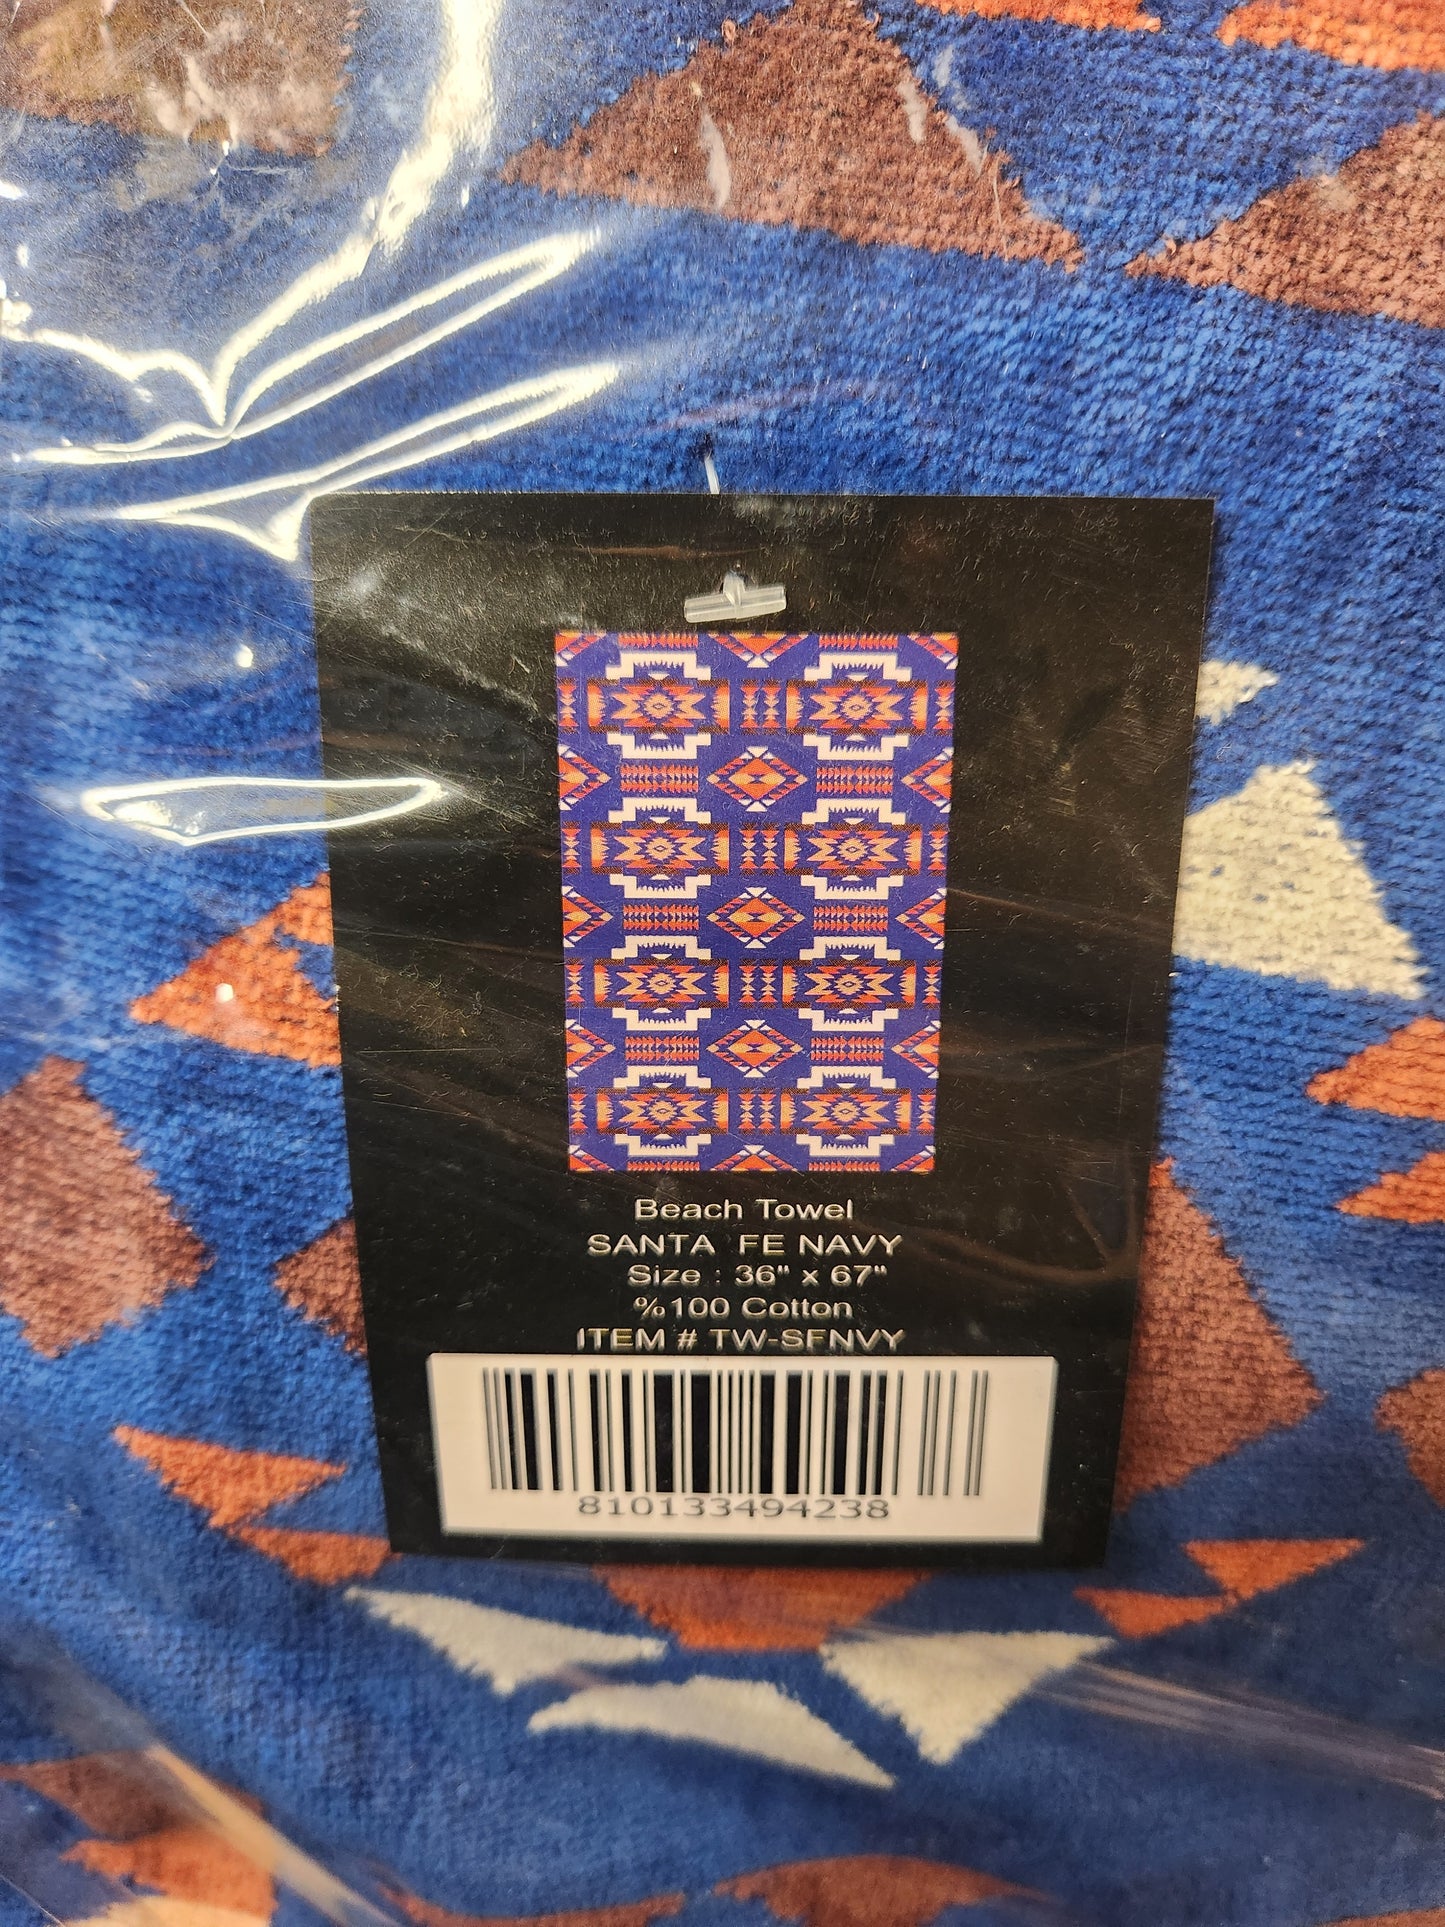 Beach Towel
SANTA FE NAVY
Size : 36" x 67"
%100 Cotton
ITEM # TW-SFNVY
810133494238